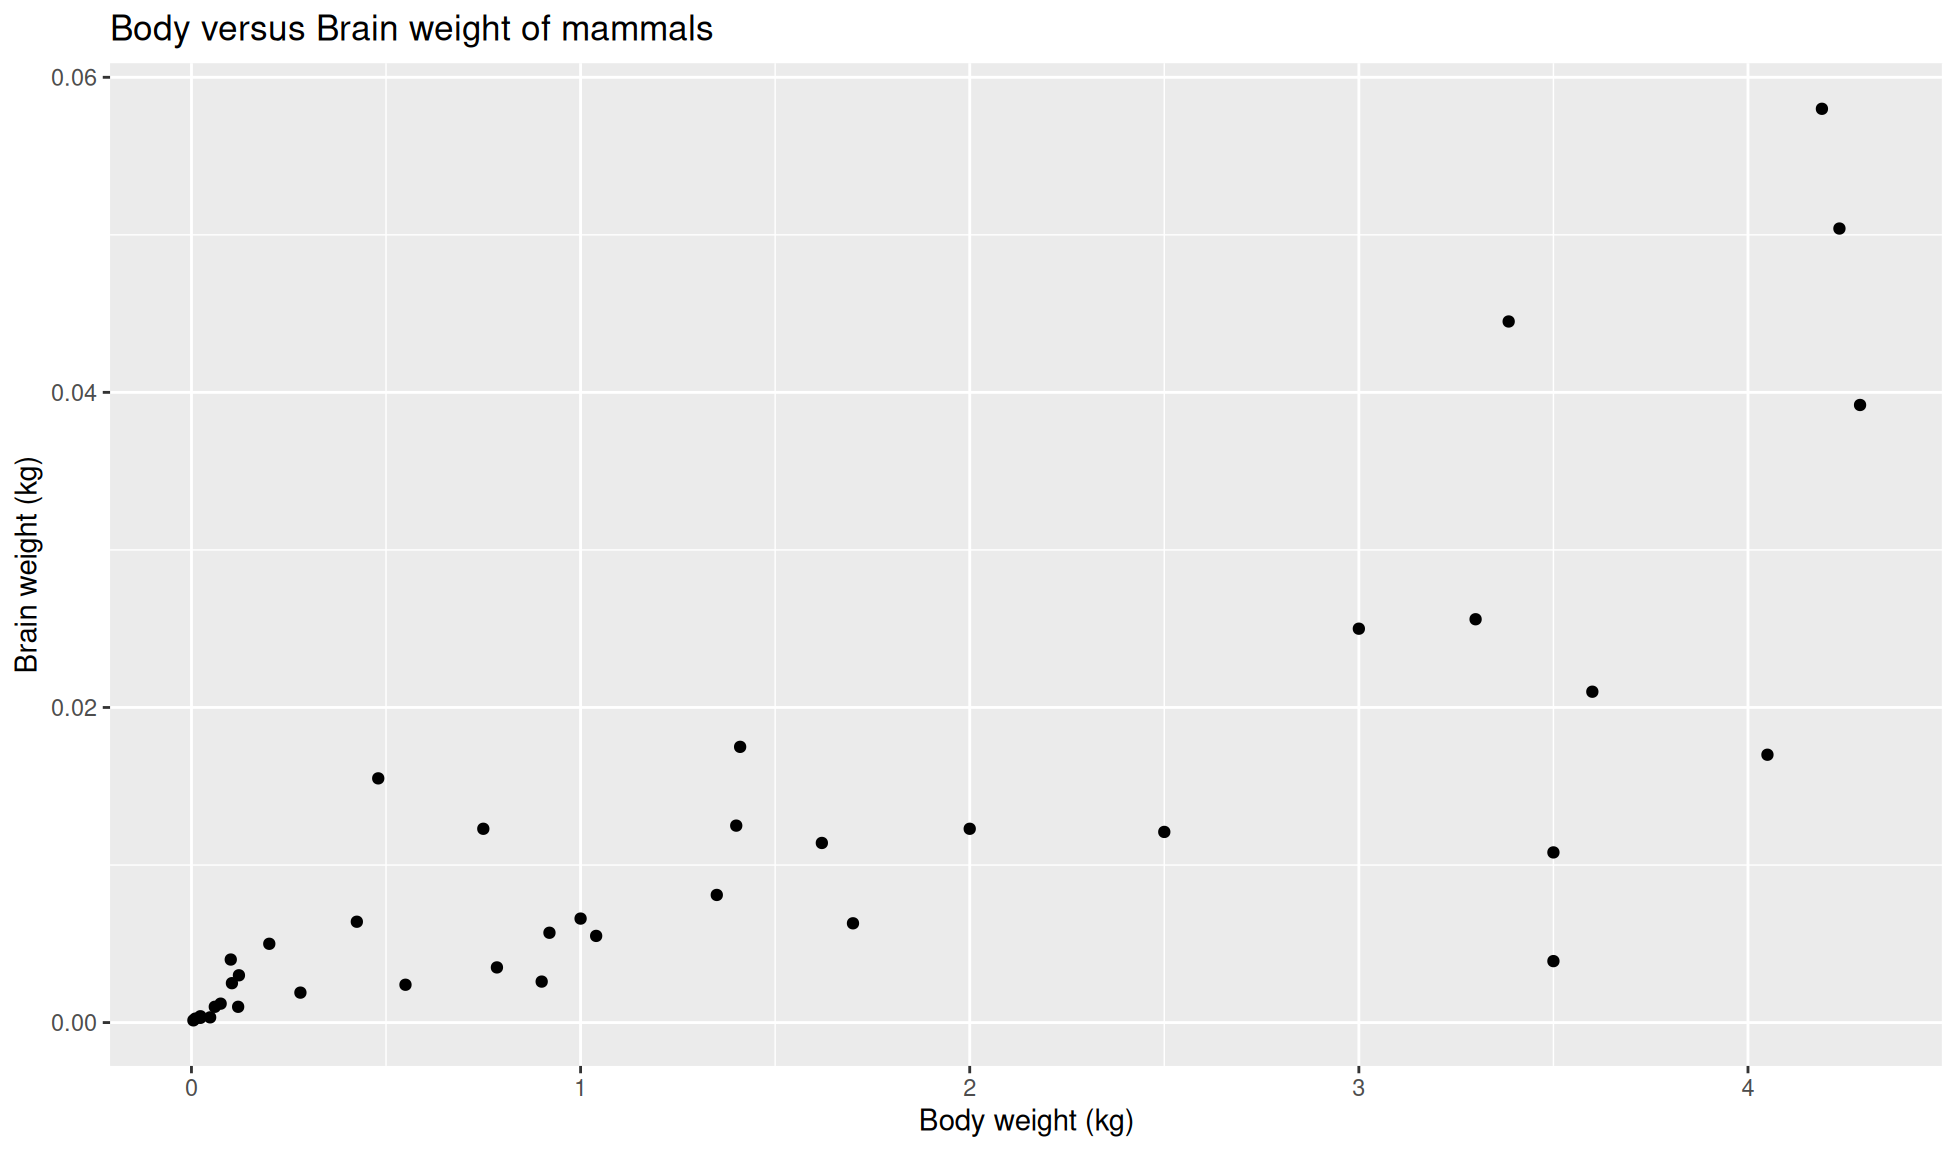 Body versus Brain weight of mammals
0.06
0.04
0.02
0.00
Brain weight (kg)
0 1 2 3 4
Body weight (kg)